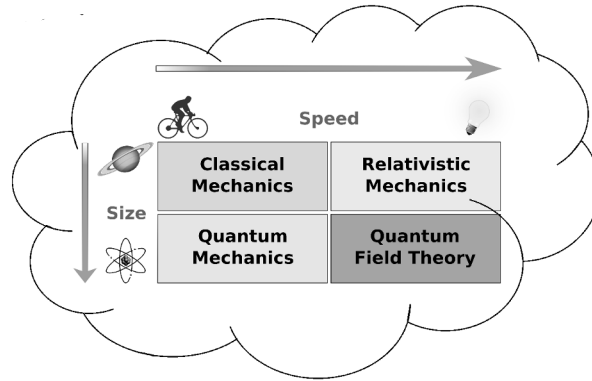 Speed
Classical
Mechanics
Relativistic
Mechanics
Size
Quantum
Mechanics
Quantum
Field Theory